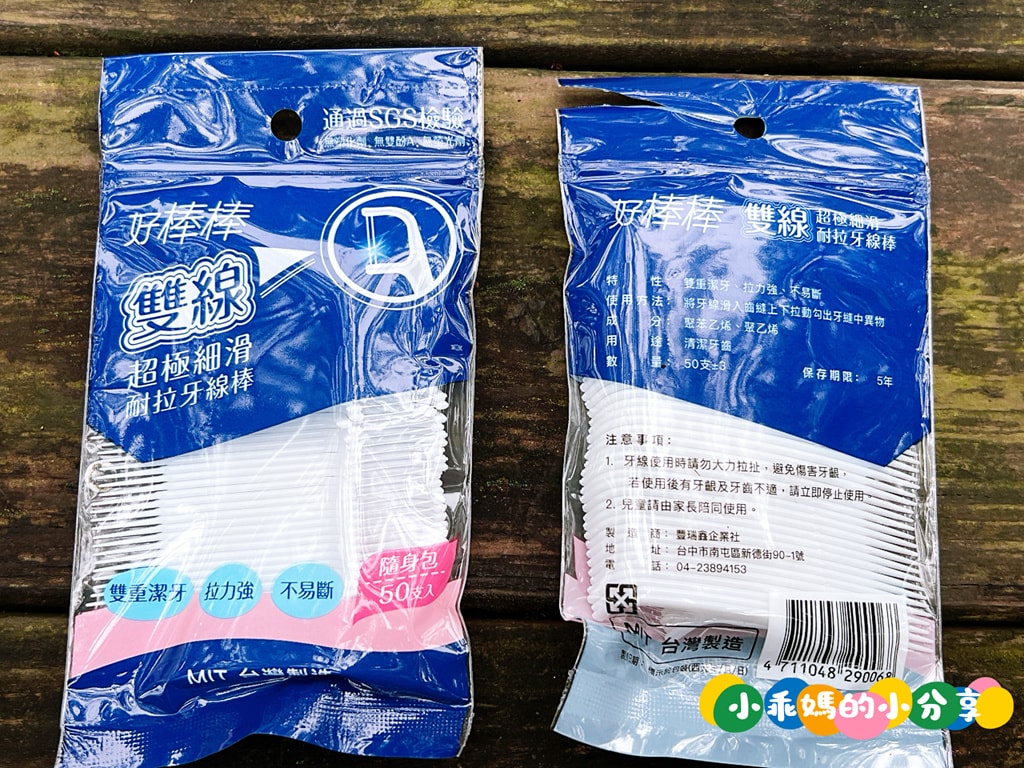 通過SGS檢驗
好棒棒
雙線
超極細滑
耐拉牙線棒
雙重潔牙
拉力強
不易斷
隨身包
50支入
MIT 台灣製造
好棒棒 雙線 超極細滑
耐拉牙線棒
特性：雙重潔牙、拉力強、不易斷
使用方法：將牙線滑入齒縫上下拉動勾出牙縫中異物
成分：聚苯乙烯、聚乙烯
用途：清潔牙齒
數量：50支±3
保存期限：5年
注意事項：
1. 牙線使用時請勿大力拉扯，避免傷害牙齦，
若使用後有牙齦及牙齒不適，請立即停止使用。
2. 兒童請由家長陪同使用。
製造商：豐瑞鑫企業社
地址：台中市南屯區新德街90-1號
電話：04-23894153
MIT 台灣製造
4 711048 290068
小乖媽的小分享